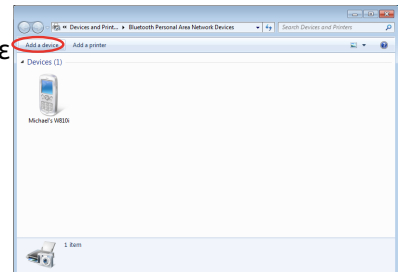 « Devices and Print... ▸ Bluetooth Personal Area Network Devices
Search Devices and Printers
ε
Add a device
Add a printer
Devices (1)
Michael's W810i
1 item